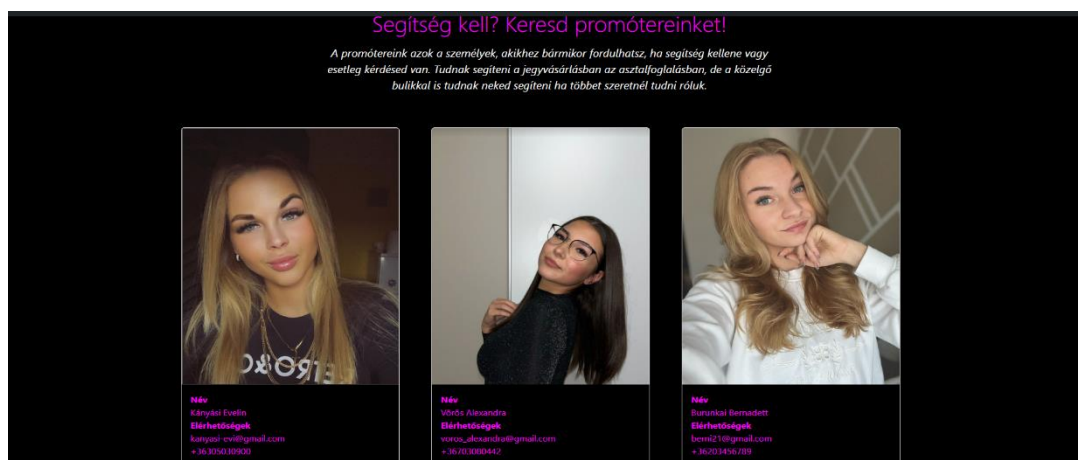 Segítség kell? Keresd promótereinket!
A promótereink azok a személyek, akikhez bármikor fordulhatsz, ha segítség kellene vagy
esetleg kérdésed van. Tudnak segíteni a jegyvásárlásban az asztalfoglalásban, de a közelgő
bulikkal is tudnak neked segíteni ha többet szeretnél tudni róluk.
Név
Kányási Evelin
Elérhetőségek
kanyasi-evi@gmail.com
+36305030900
Név
Vörös Alexandra
Elérhetőségek
voros_alexandra@gmail.com
+36703000442
Név
Burunkai Bernadett
Elérhetőségek
berni21@gmail.com
+36203456789